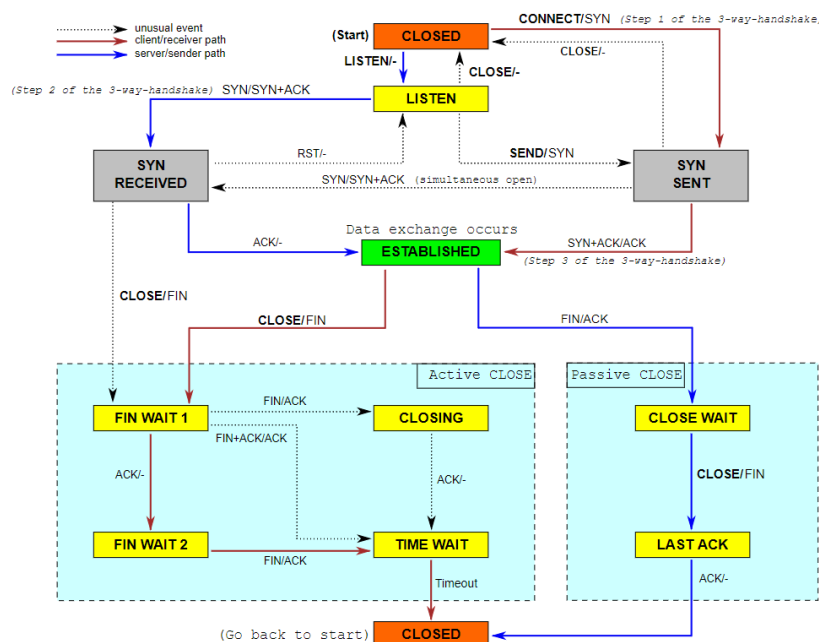 unusual event
client/receiver path
server/sender path
(Start) CLOSED
CONNECT/SYN (Step 1 of the 3-way-handshake)
CLOSE/-
LISTEN/-
CLOSE/-
(Step 2 of the 3-way-handshake) SYN/SYN+ACK
LISTEN
RST/-
SEND/SYN
SYN
RECEIVED
SYN
SENT
SYN/SYN+ACK (simultaneous open)
Data exchange occurs
ACK/-
ESTABLISHED
SYN+ACK/ACK
(Step 3 of the 3-way-handshake)
CLOSE/FIN
CLOSE/FIN
FIN/ACK
Active CLOSE
Passive CLOSE
FIN WAIT 1
FIN/ACK
CLOSING
CLOSE WAIT
FIN+ACK/ACK
ACK/-
ACK/-
CLOSE/FIN
FIN WAIT 2
FIN/ACK
TIME WAIT
LAST ACK
Timeout
ACK/-
(Go back to start) CLOSED